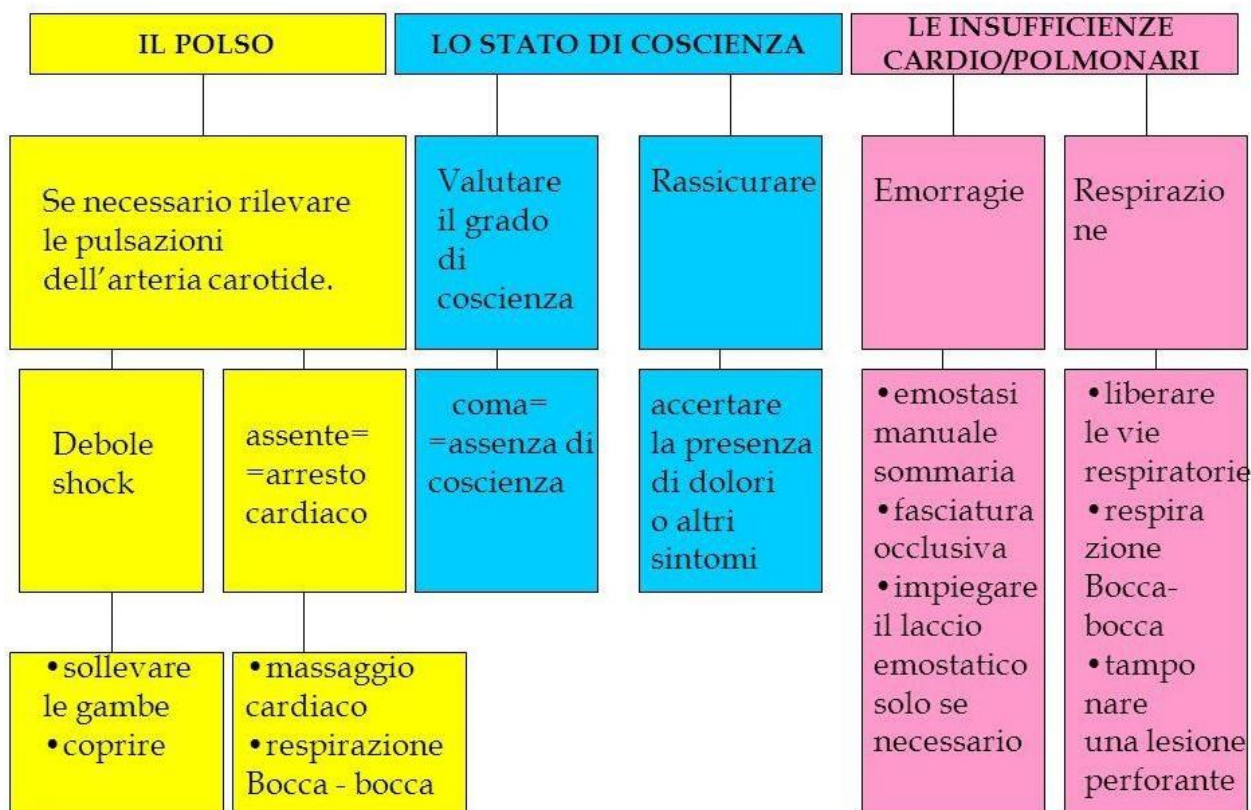 IL POLSO
LO STATO DI COSCIENZA
LE INSUFFICIENZE
CARDIO/POLMONARI
Se necessario rilevare
le pulsazioni
dell'arteria carotide.
Valutare
il grado
di
coscienza
Rassicurare
Emorragie
Respirazio
ne
Debole
shock
assente=
=arresto
cardiaco
coma=
=assenza di
coscienza
accertare
la presenza
di dolori
o altri
sintomi
•emostasi
manuale
sommaria
•fasciatura
occlusiva
•impiegare
il laccio
emostatico
solo se
necessario
•liberare
le vie
respiratorie
•respira
zione
Bocca-
bocca
•tampo
nare
una lesione
perforante
•sollevare
le gambe
•coprire
•massaggio
cardiaco
•respirazione
Bocca - bocca